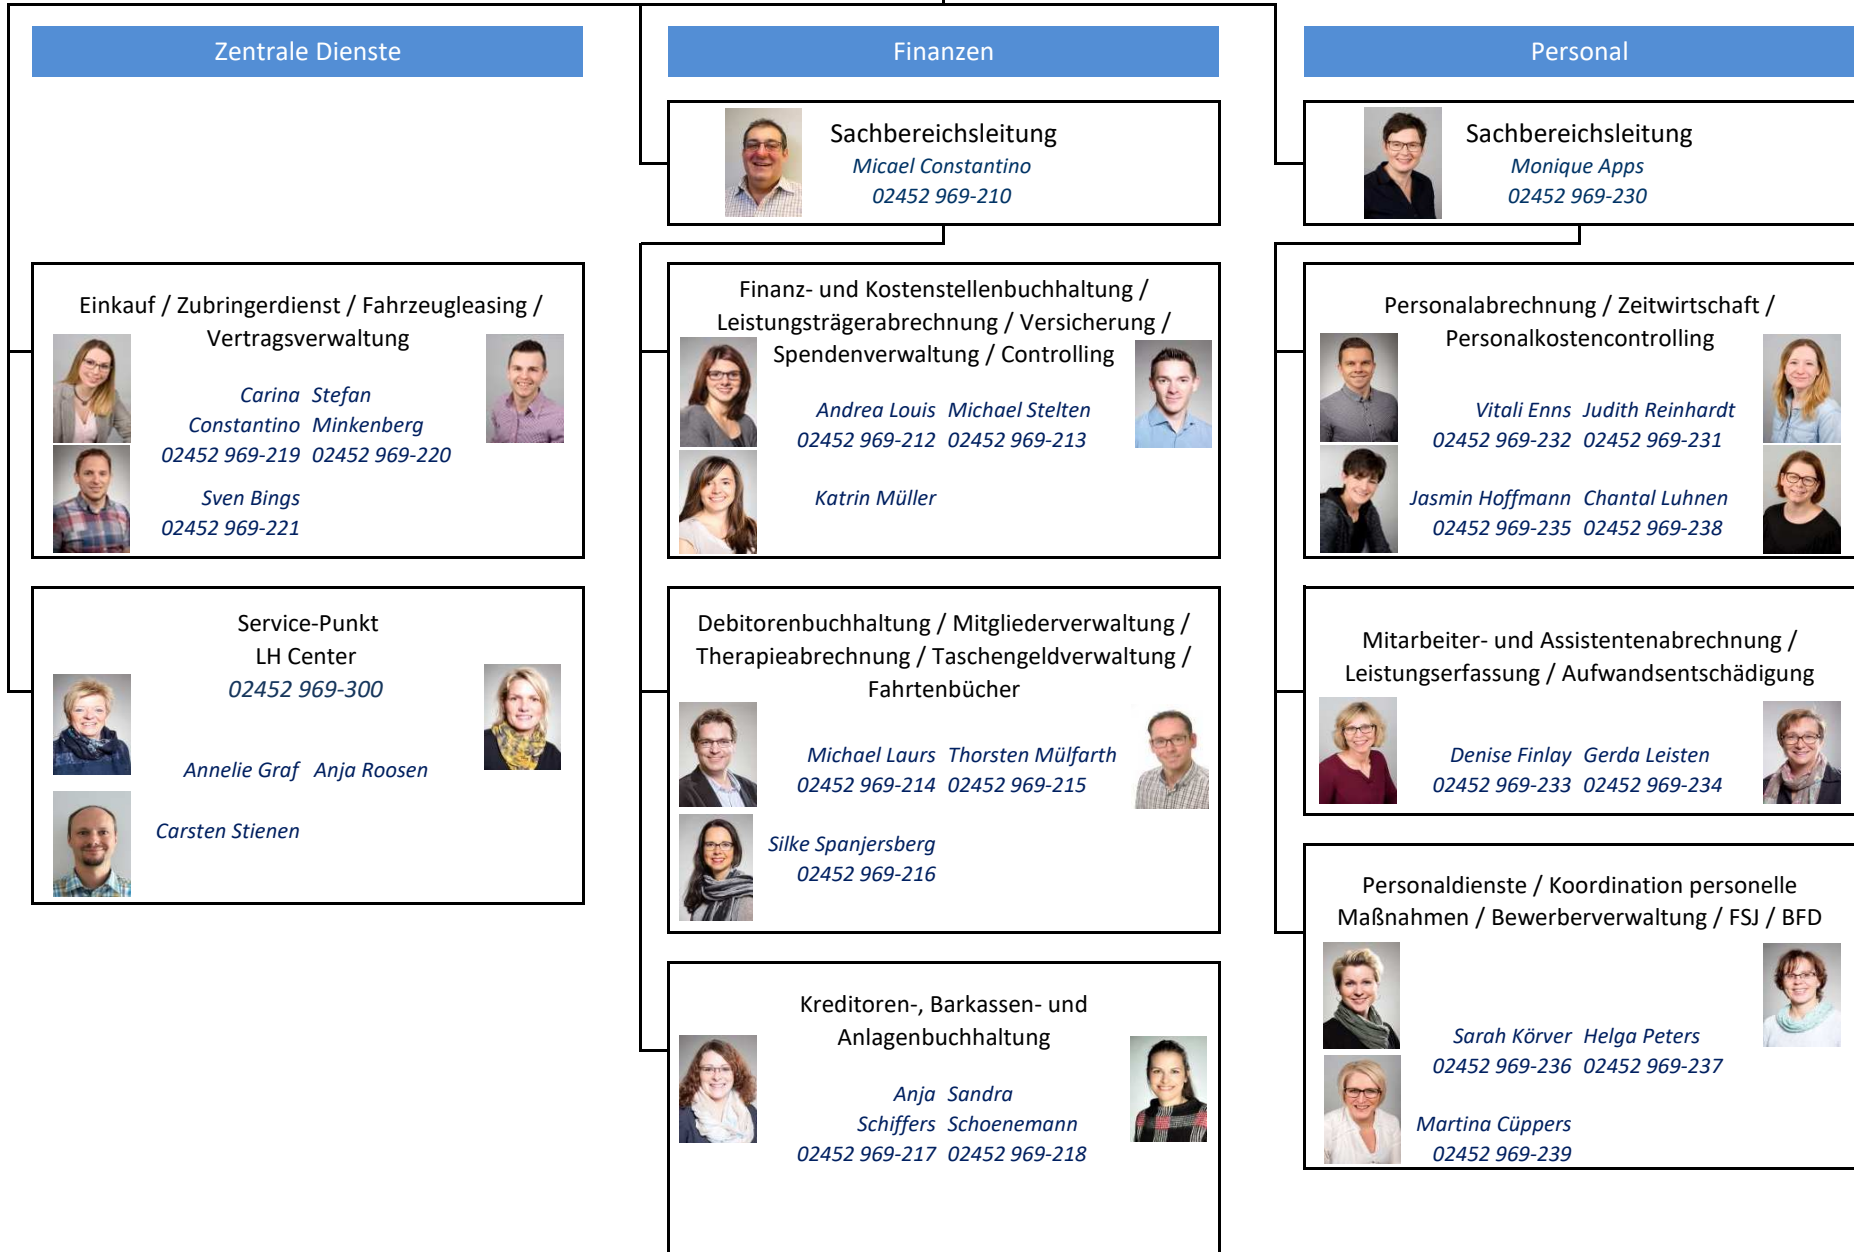 Zentrale Dienste
Einkauf / Zubringerdienst / Fahrzeugleasing /
Vertragsverwaltung
Carina Stefan
Constantino Minkenberg
02452 969-219 02452 969-220
Sven Bings
02452 969-221
Service-Punkt
LH Center
02452 969-300
Annelie Graf Anja Roosen
Carsten Stienen
Finanzen
Sachbereichsleitung
Micael Constantino
02452 969-210
Finanz- und Kostenstellenbuchhaltung /
Leistungsträgerabrechnung / Versicherung /
Spendenverwaltung / Controlling
Andrea Louis Michael Stelten
02452 969-212 02452 969-213
Katrin Müller
Debitorenbuchhaltung / Mitgliederverwaltung /
Therapieabrechnung / Taschengeldverwaltung /
Fahrtenbücher
Michael Laurs Thorsten Mülfarth
02452 969-214 02452 969-215
Silke Spanjersberg
02452 969-216
Kreditoren-, Barkassen- und
Anlagenbuchhaltung
Anja Sandra
Schiffers Schoenemann
02452 969-217 02452 969-218
Personal
Sachbereichsleitung
Monique Apps
02452 969-230
Personalabrechnung / Zeitwirtschaft /
Personalkostencontrolling
Vitali Enns Judith Reinhardt
02452 969-232 02452 969-231
Jasmin Hoffmann Chantal Luhnen
02452 969-235 02452 969-238
Mitarbeiter- und Assistentenabrechnung /
Leistungserfassung / Aufwandsentschädigung
Denise Finlay Gerda Leisten
02452 969-233 02452 969-234
Personaldienste / Koordination personelle
Maßnahmen / Bewerberverwaltung / FSJ / BFD
Sarah Körver Helga Peters
02452 969-236 02452 969-237
Martina Cüppers
02452 969-239